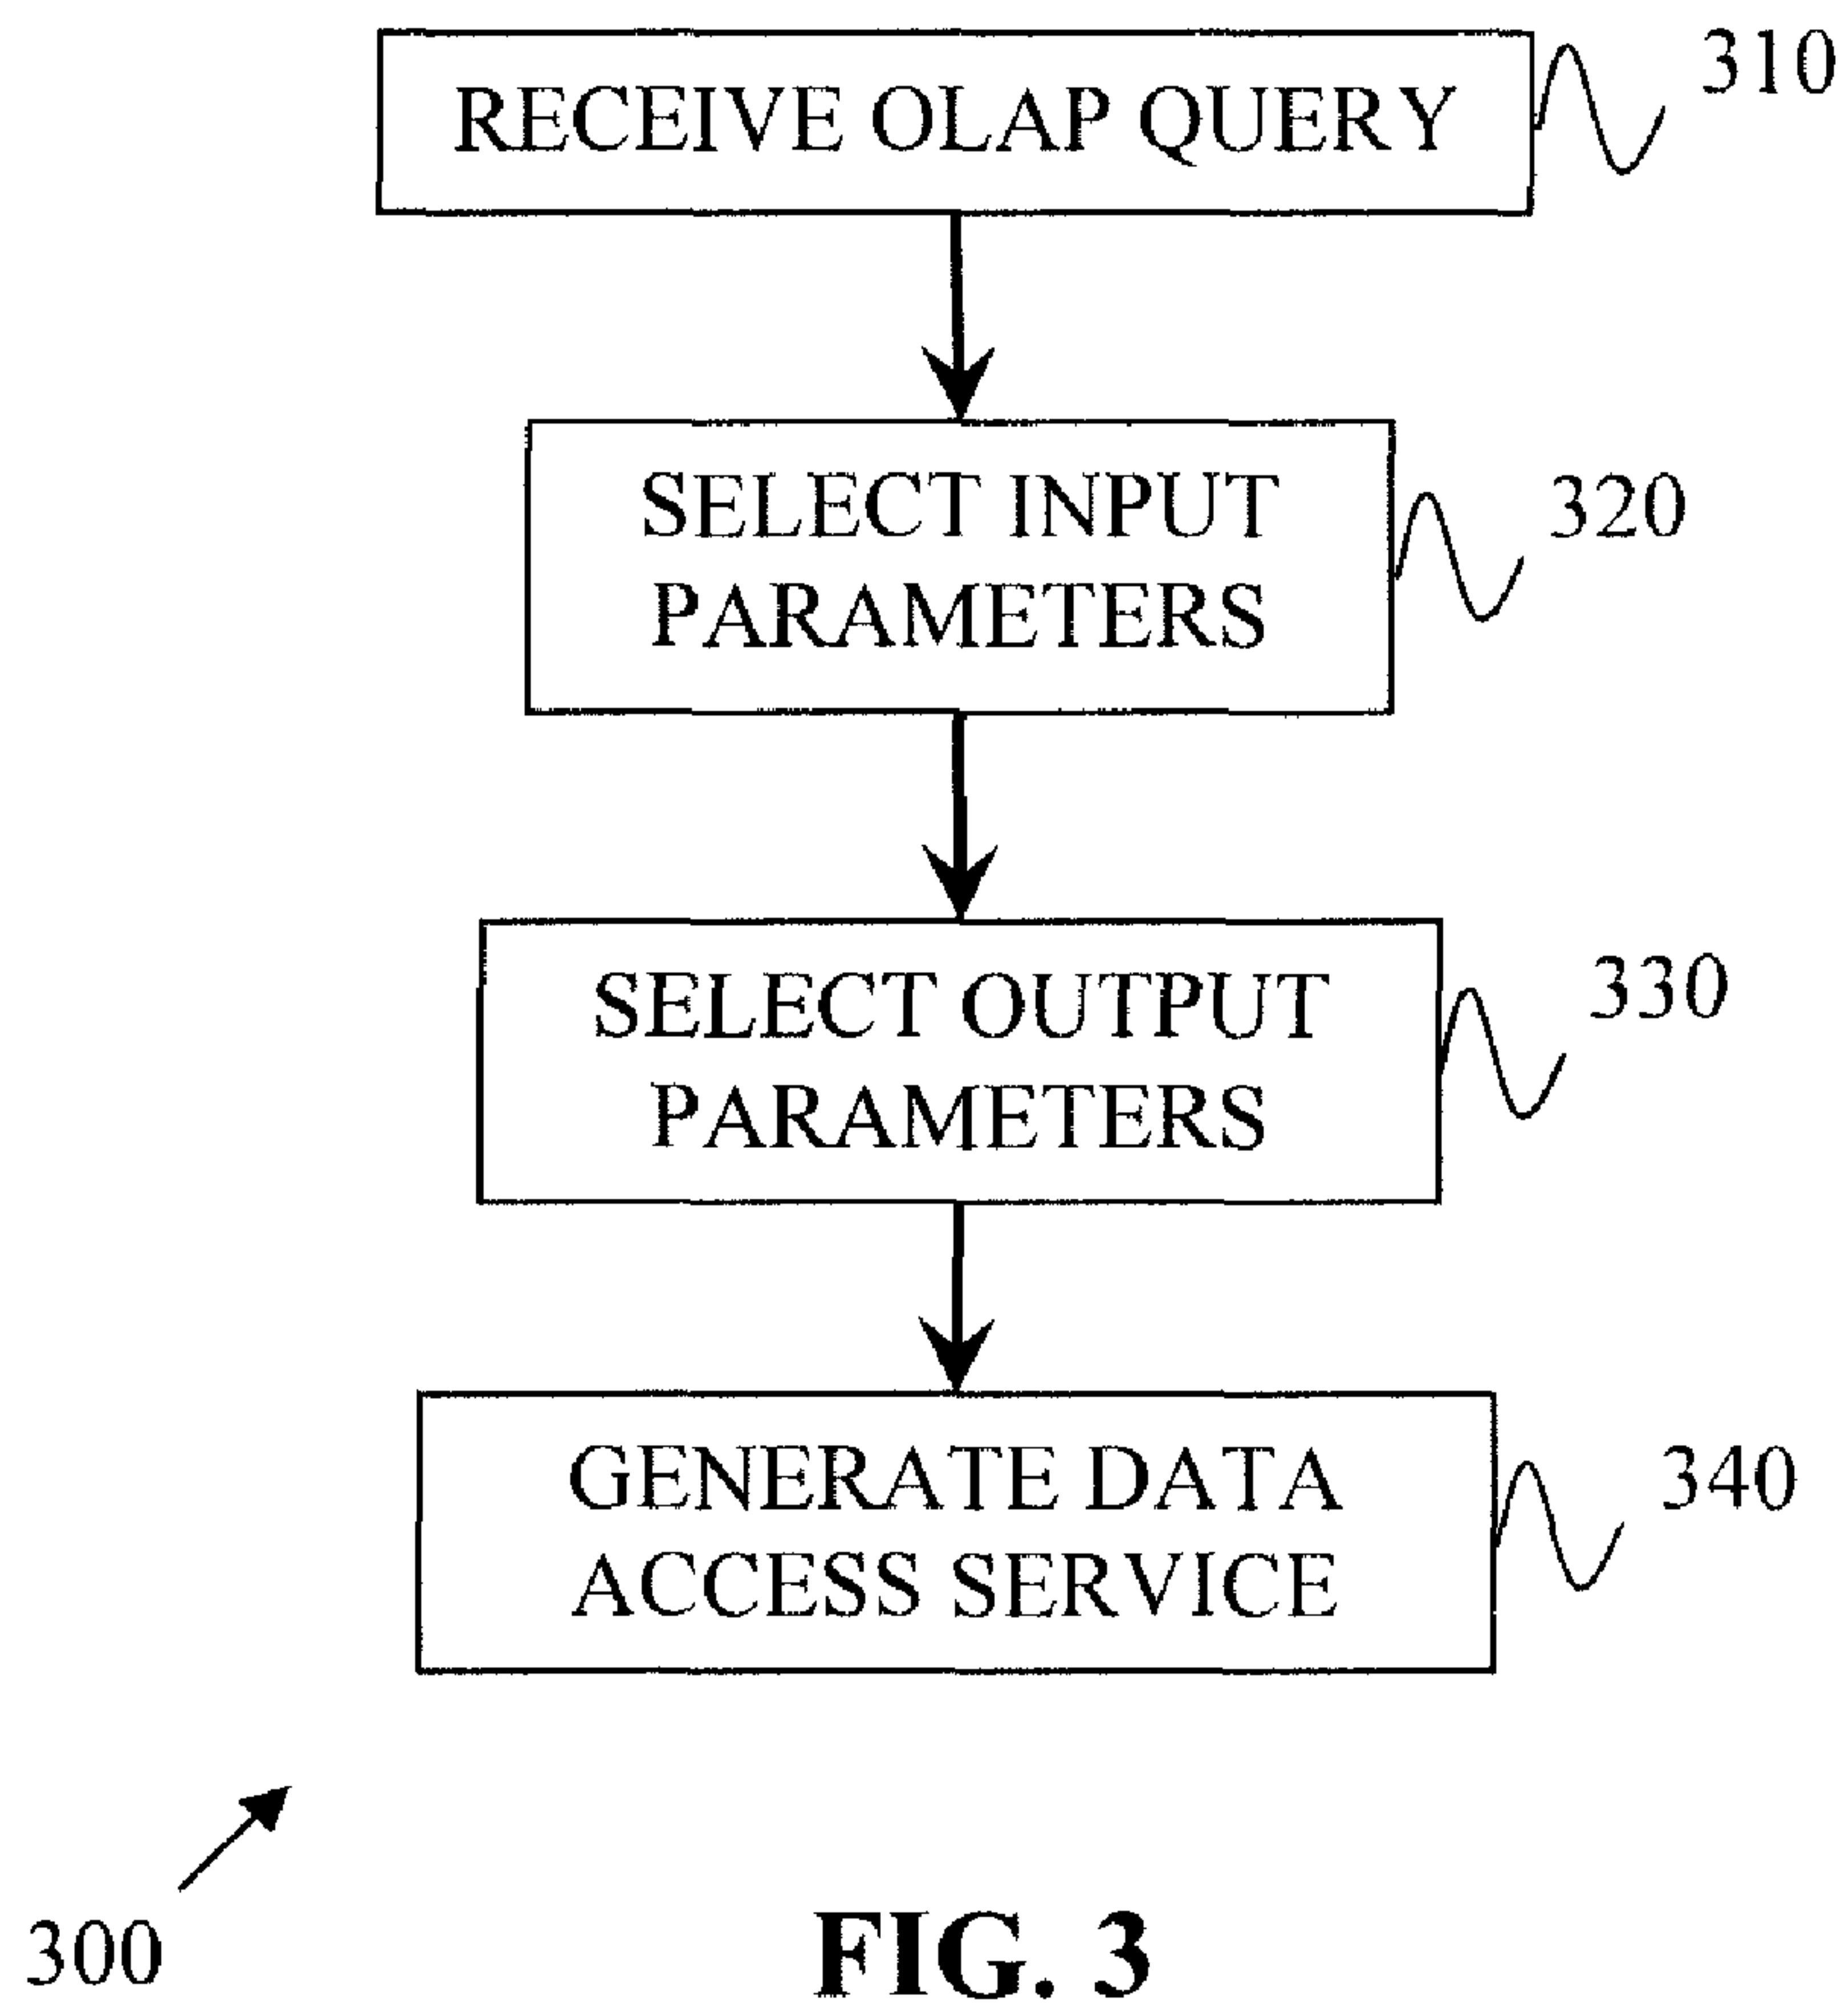 RECEIVE OLAP QUERY
310
SELECT INPUT
PARAMETERS
320
SELECT OUTPUT
PARAMETERS
330
GENERATE DATA
ACCESS SERVICE
340
300
FIG. 3